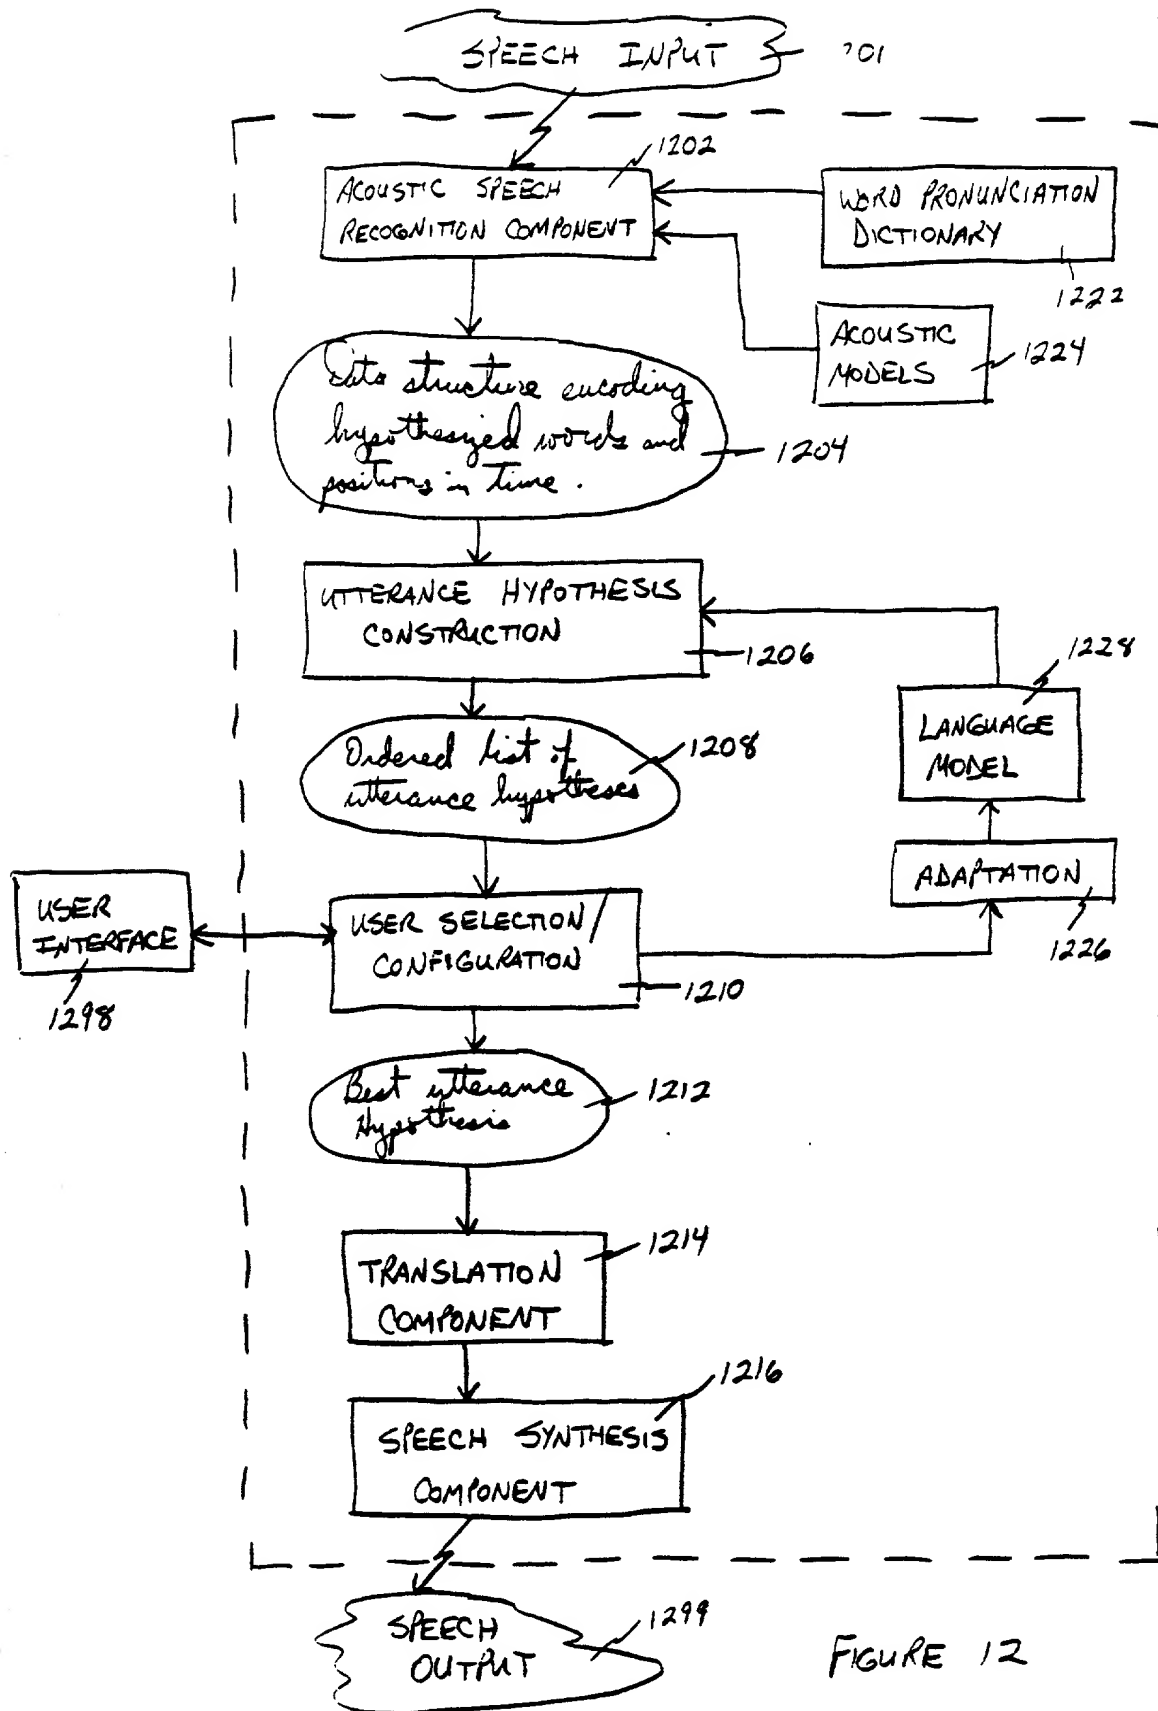 SPEECH INPUT
201
1202
ACOUSTIC SPEECH
RECOGNITION COMPONENT
WORD PRONUNCIATION
DICTIONARY
1222
ACOUSTIC
MODELS
1224
Data structure encoding
hypothesized words and
positions in time.
1204
UTTERANCE HYPOTHESIS
CONSTRUCTION
1206
1228
LANGUAGE
MODEL
Ordered list of
utterance hypotheses
1208
ADAPTATION
1226
USER
INTERFACE
1298
USER SELECTION/
CONFIGURATION
1210
Best utterance
Hypothesis
1212
1214
TRANSLATION
COMPONENT
1216
SPEECH SYNTHESIS
COMPONENT
SPEECH
OUTPUT
1299
FIGURE 12